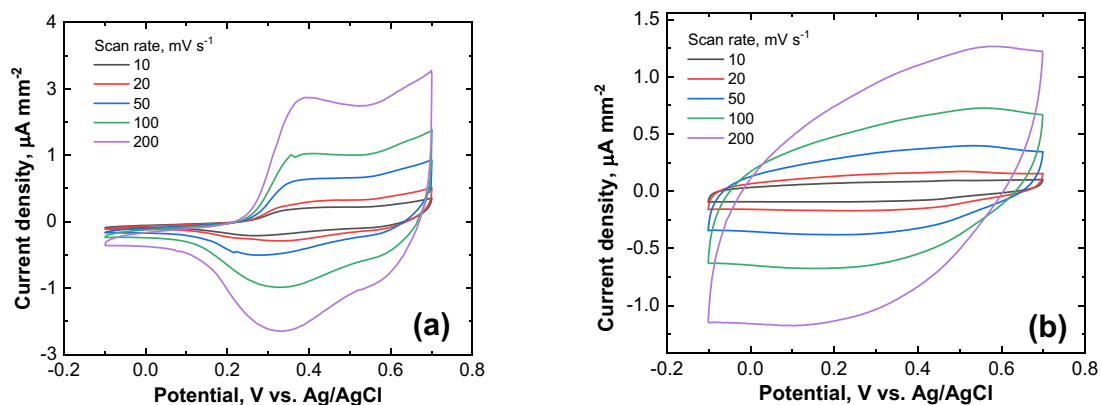 4
3
1
0
-1
-3
Current density, µA mm⁻²
Scan rate, mV s⁻¹
10
20
50
100
200
(a)
-0.2 0.0 0.2 0.4 0.6 0.8
Potential, V vs. Ag/AgCl
1.5
1.0
0.5
0.0
-0.5
-1.0
Current density, µA mm⁻²
Scan rate, mV s⁻¹
10
20
50
100
200
(b)
-0.2 0.0 0.2 0.4 0.6 0.8
Potential, V vs. Ag/AgCl